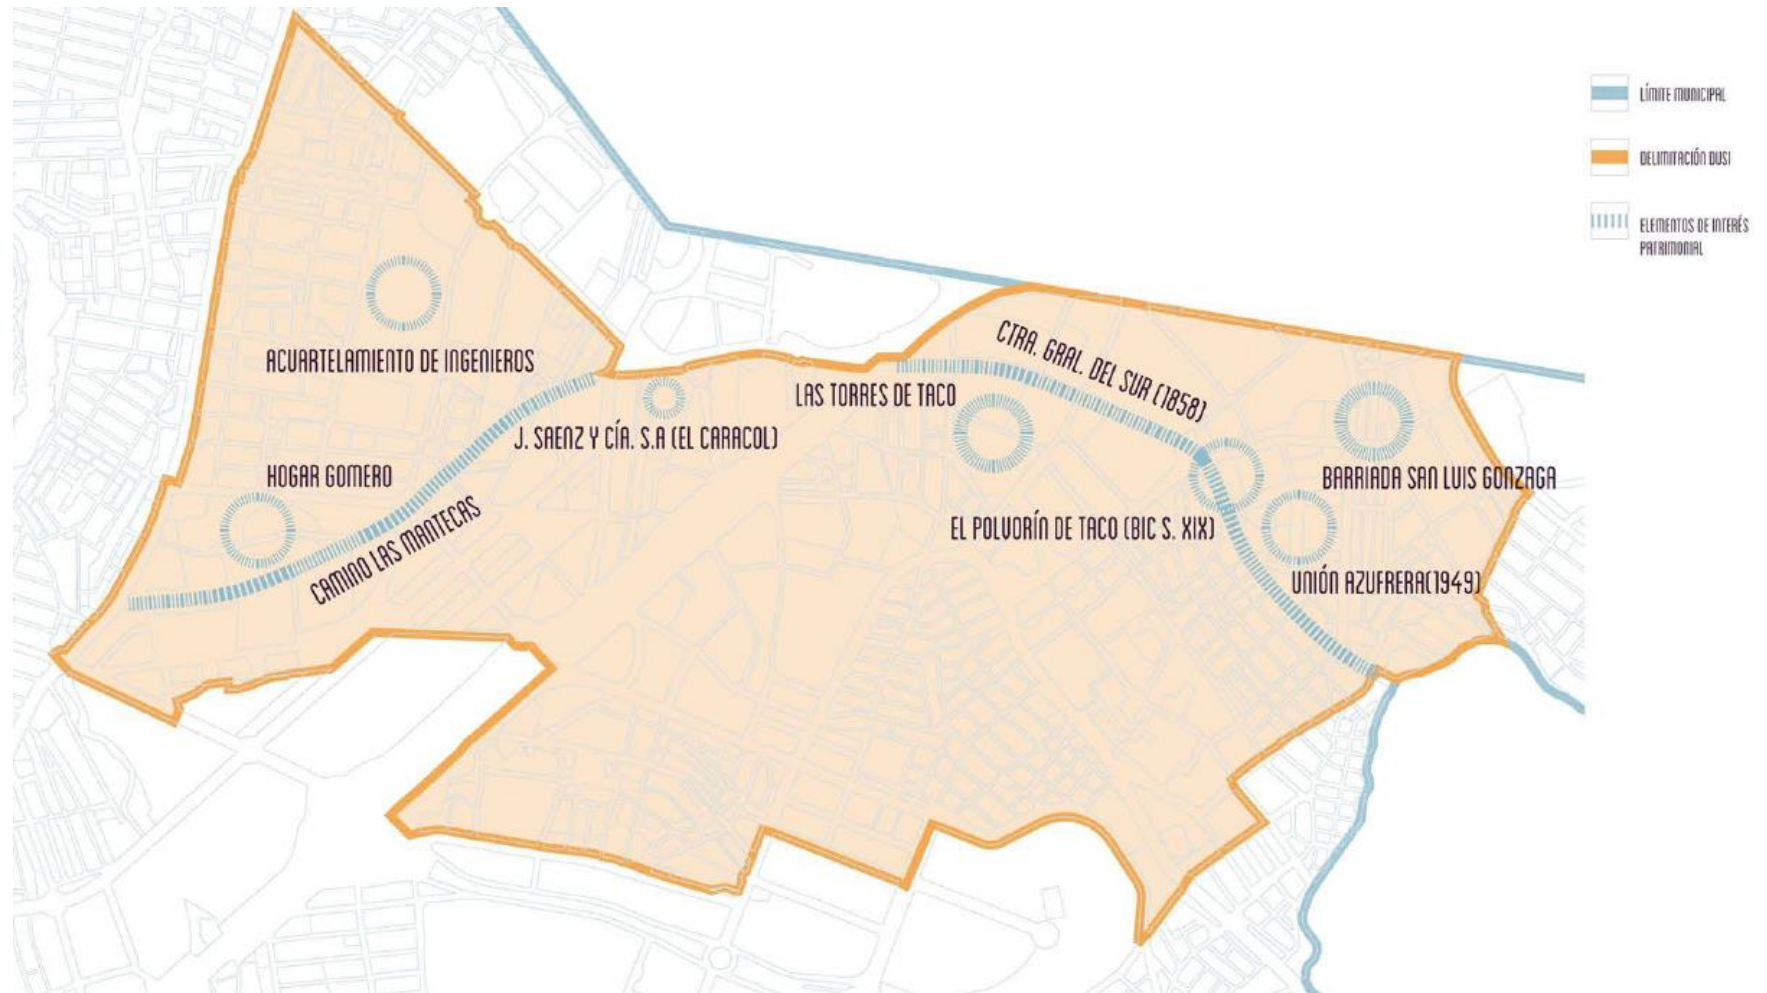 LÍMITE MUNICIPAL
DELIMITACIÓN DUSI
ELEMENTOS DE INTERÉS
PATRIMONIAL
ACUARTELAMIENTO DE INGENIEROS
CTRA. GRAL. DEL SUR (1858)
LAS TORRES DE TACO
J. SAENZ Y CÍA. S.A (EL CARACOL)
HOGAR GOMERO
BARRIADA SAN LUIS GONZAGA
CAMINO LAS MANTECAS
EL POLVORÍN DE TACO (BIC S. XIX)
UNIÓN AZUFRERA(1949)